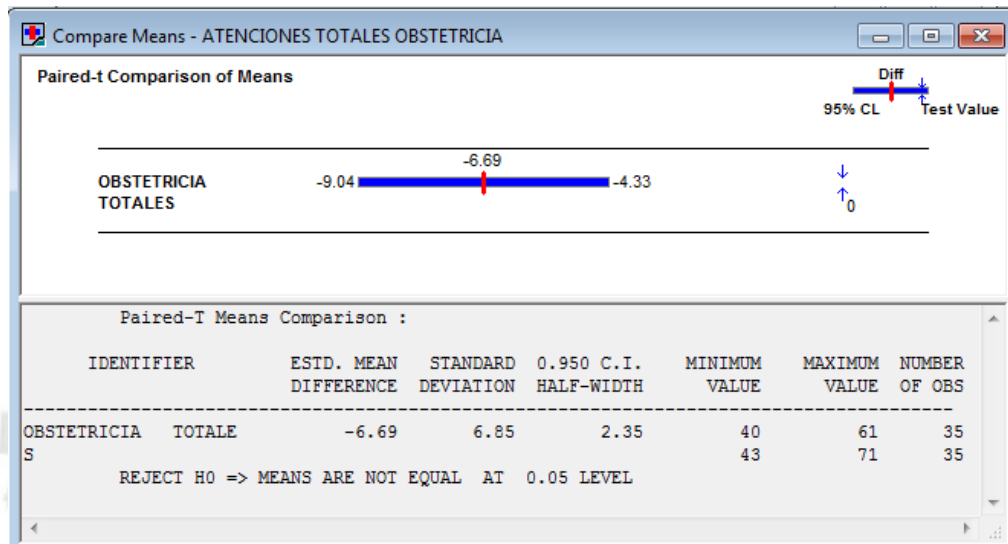 Compare Means - ATENCIONES TOTALES OBSTETRICIA
Paired-t Comparison of Means
Diff
95% CL Test Value
-6.69
OBSTETRICIA -9.04 -4.33
TOTALES
0
Paired-T Means Comparison :
IDENTIFIER ESTD. MEAN STANDARD 0.950 C.I. MINIMUM MAXIMUM NUMBER
DIFFERENCE DEVIATION HALF-WIDTH VALUE VALUE OF OBS
---------------------------------------------------------------------------------------
OBSTETRICIA TOTALE -6.69 6.85 2.35 40 61 35
S 43 71 35
REJECT H0 => MEANS ARE NOT EQUAL AT 0.05 LEVEL